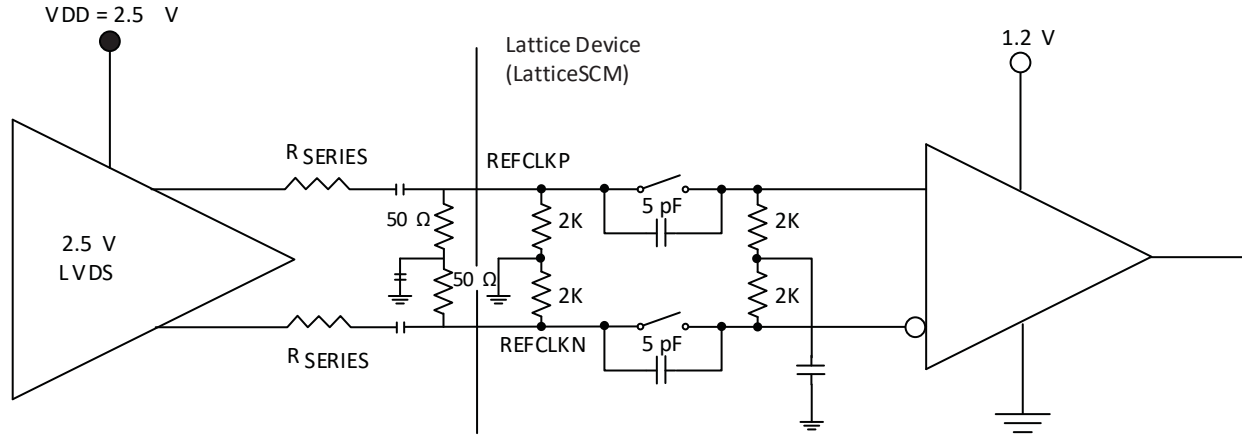 VDD = 2.5 V
Lattice Device
(LatticeSCM)
1.2 V
R SERIES
REFCLKP
50 Ω
2K
5 pF
2K
2.5 V
LVDS
50 Ω
2K
2K
R SERIES
REFCLKN
5 pF